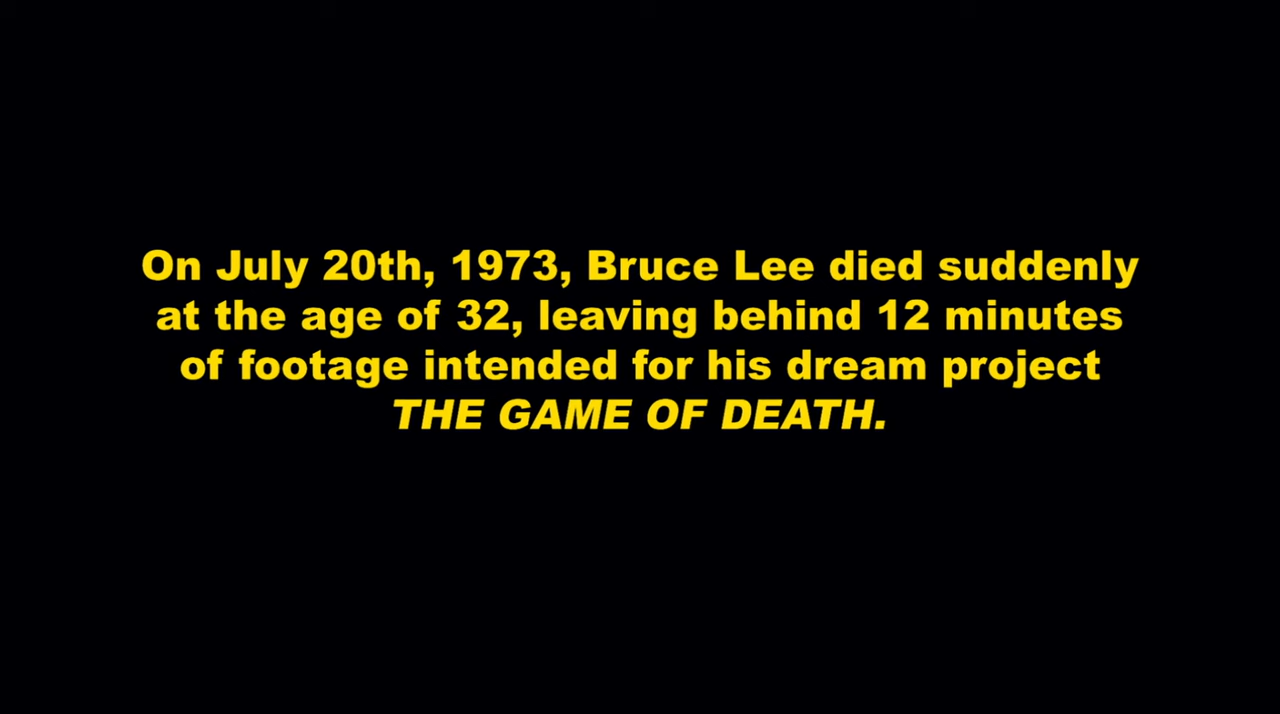 On July 20th, 1973, Bruce Lee died suddenly
at the age of 32, leaving behind 12 minutes
of footage intended for his dream project
THE GAME OF DEATH.